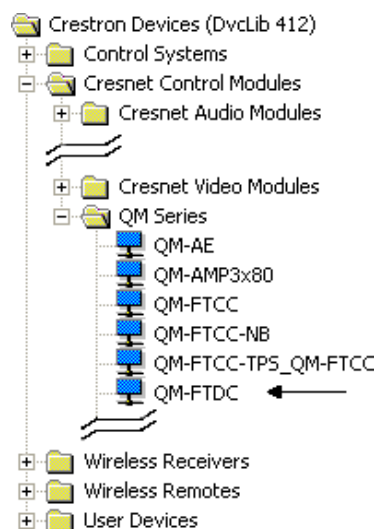 Crestron Devices (DvcLib 412)
Control Systems
Cresnet Control Modules
Cresnet Audio Modules
Cresnet Video Modules
QM Series
QM-AE
QM-AMP3x80
QM-FTCC
QM-FTCC-NB
QM-FTCC-TPS_QM-FTCC
QM-FTDC
Wireless Receivers
Wireless Remotes
User Devices